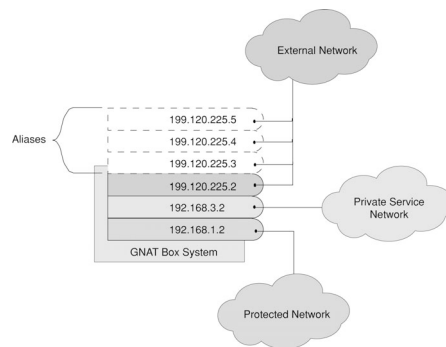 External Network
199.120.225.5
Aliases
199.120.225.4
199.120.225.3
199.120.225.2
192.168.3.2
Private Service
Network
192.168.1.2
GNAT Box System
Protected Network